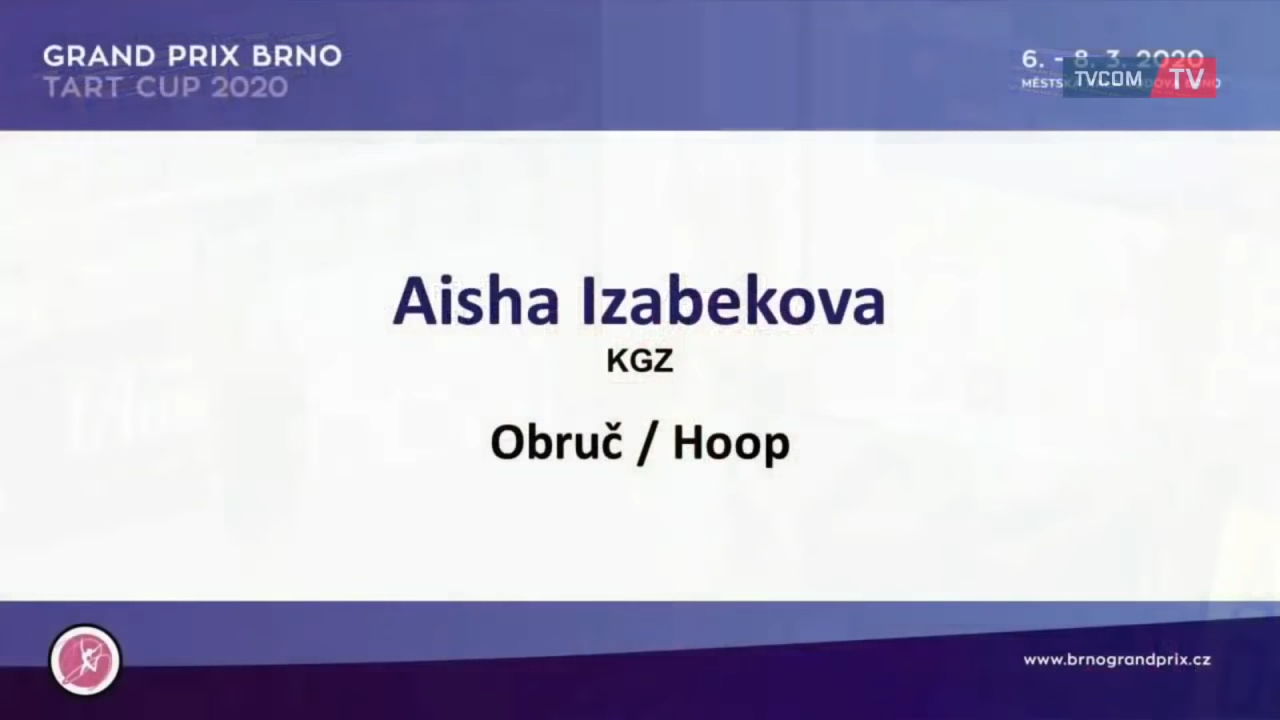 GRAND PRIX BRNO
TART CUP 2020
6. - 8. 3. 2020
TVCOM TV
Aisha Izabekova
KGZ
Obruč / Hoop
www.brnograndprix.cz